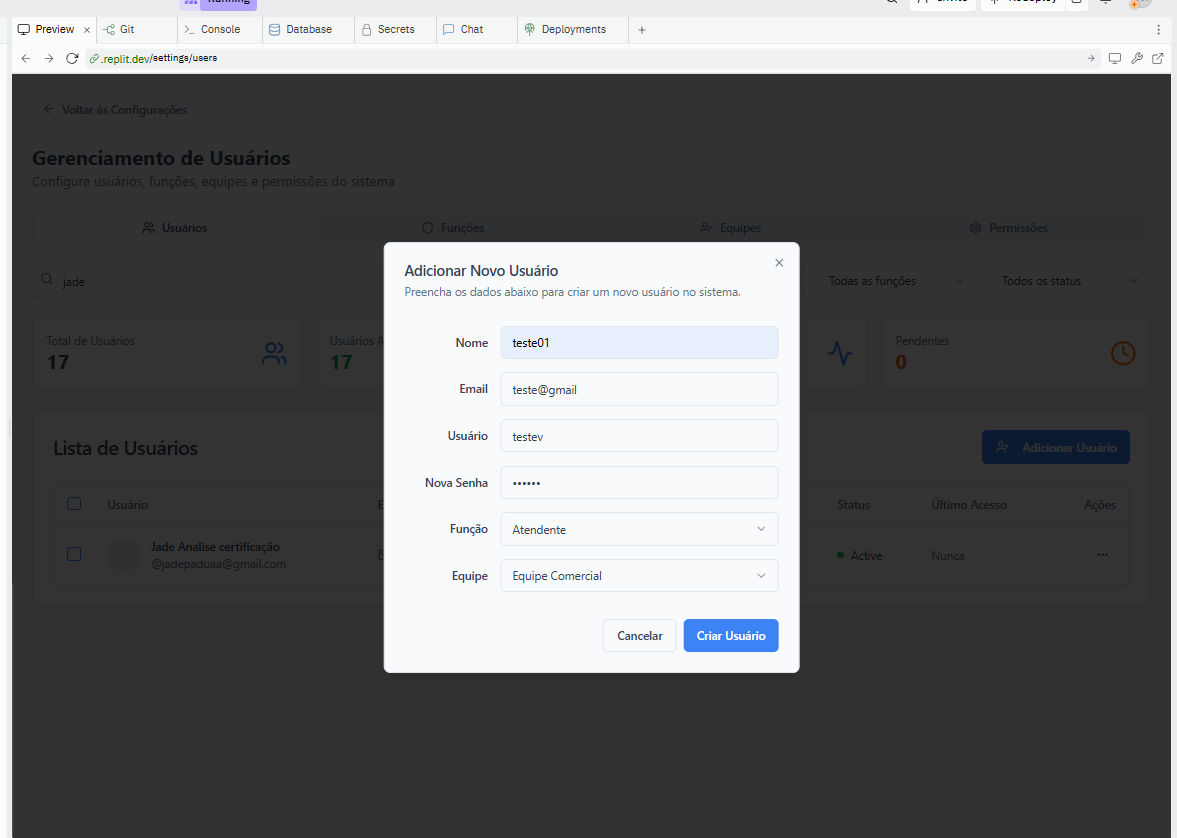 Running
Invite
Redeploy
Preview
Git
Console
Database
Secrets
Chat
Deployments
.replit.dev/settings/users
Voltar às Configurações
Gerenciamento de Usuários
Configure usuários, funções, equipes e permissões do sistema
Usuários
Funções
Equipes
Permissões
jade
Todas as funções
Todos os status
Total de Usuários
17
Usuários A
17
Pendentes
0
Lista de Usuários
Adicionar Usuário
Usuário
E
Status
Último Acesso
Ações
Jade Analise certificação
@jadepaduaa@gmail.com
Active
Nunca
Adicionar Novo Usuário
Preencha os dados abaixo para criar um novo usuário no sistema.
Nome
teste01
Email
teste@gmail
Usuário
testev
Nova Senha
••••••
Função
Atendente
Equipe
Equipe Comercial
Cancelar
Criar Usuário